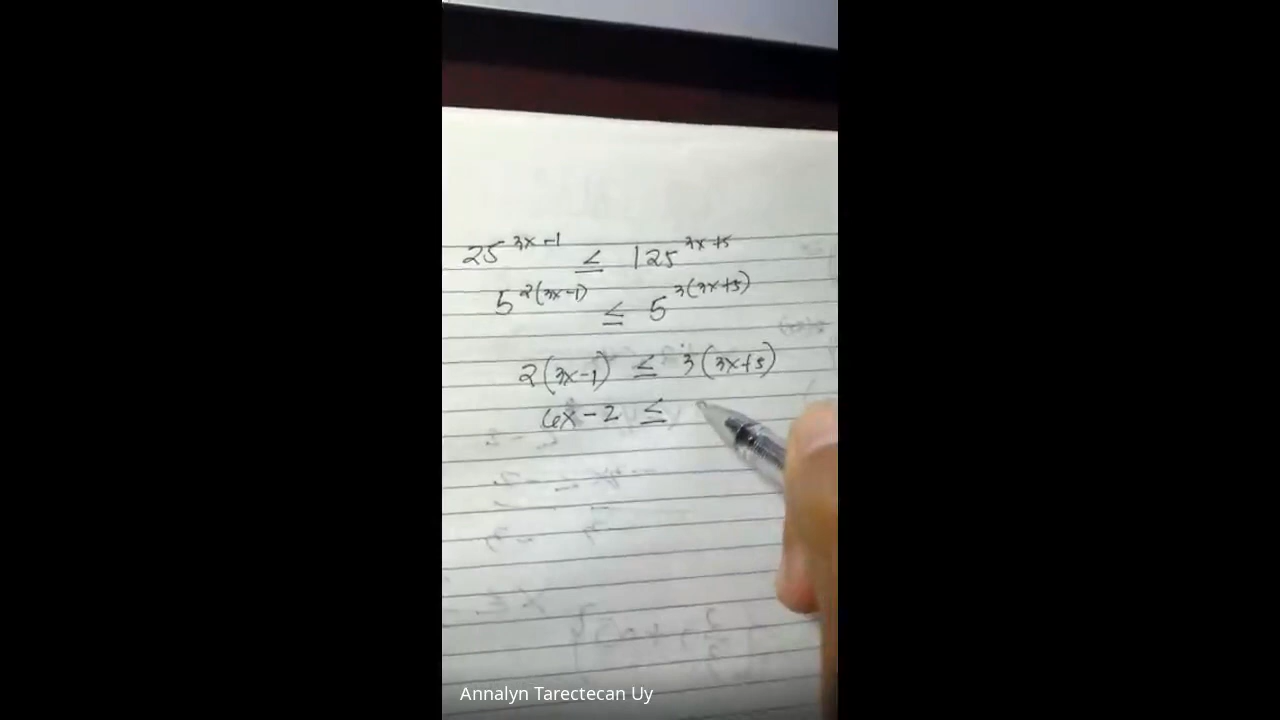 25^(3x-1) ≤ 125^(3x+5)
5^(2(3x-1)) ≤ 5^(3(3x+5))
2(3x-1) ≤ 3(3x+5)
6x-2 ≤
Annalyn Tarectecan Uy